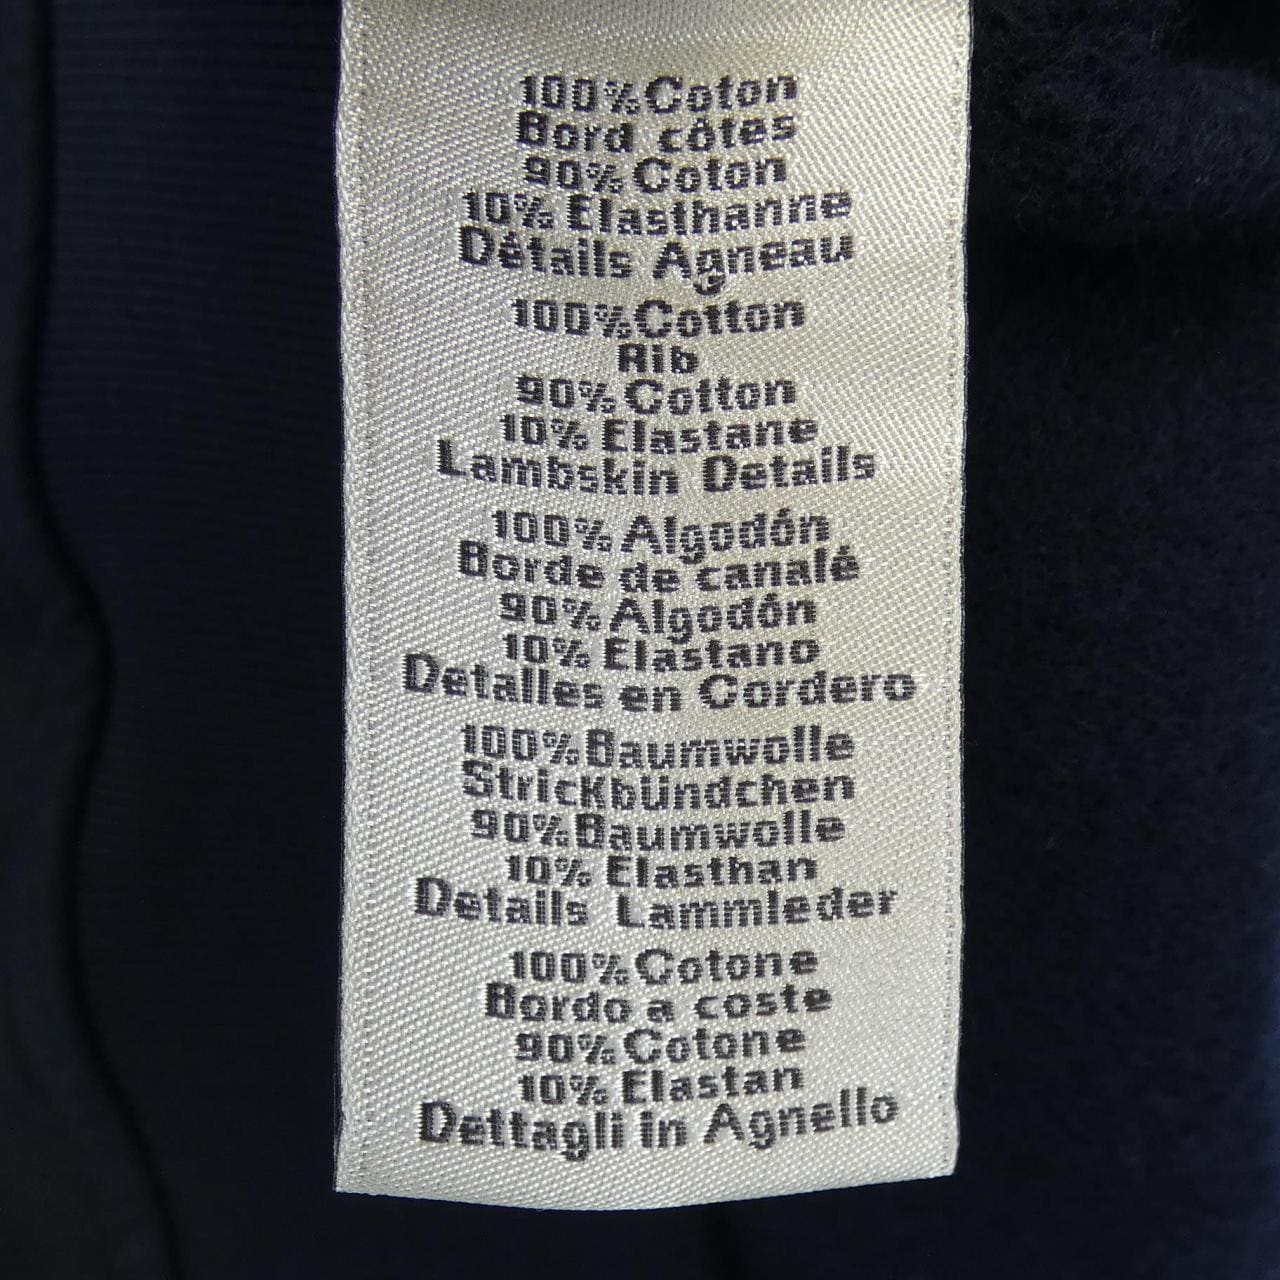 100% Coton
Bord côtes
90% Coton
10% Elasthanne
Détails Agneau
100% Cotton
Rib
90% Cotton
10% Elastane
Lambskin Details
100% Algodón
Borde de canalé
90% Algodón
10% Elastano
Detalles en Cordero
100% Baumwolle
Strickbündchen
90% Baumwolle
10% Elasthan
Details Lammleder
100% Cotone
Bordo a coste
90% Cotone
10% Elastan
Dettagli in Agnello